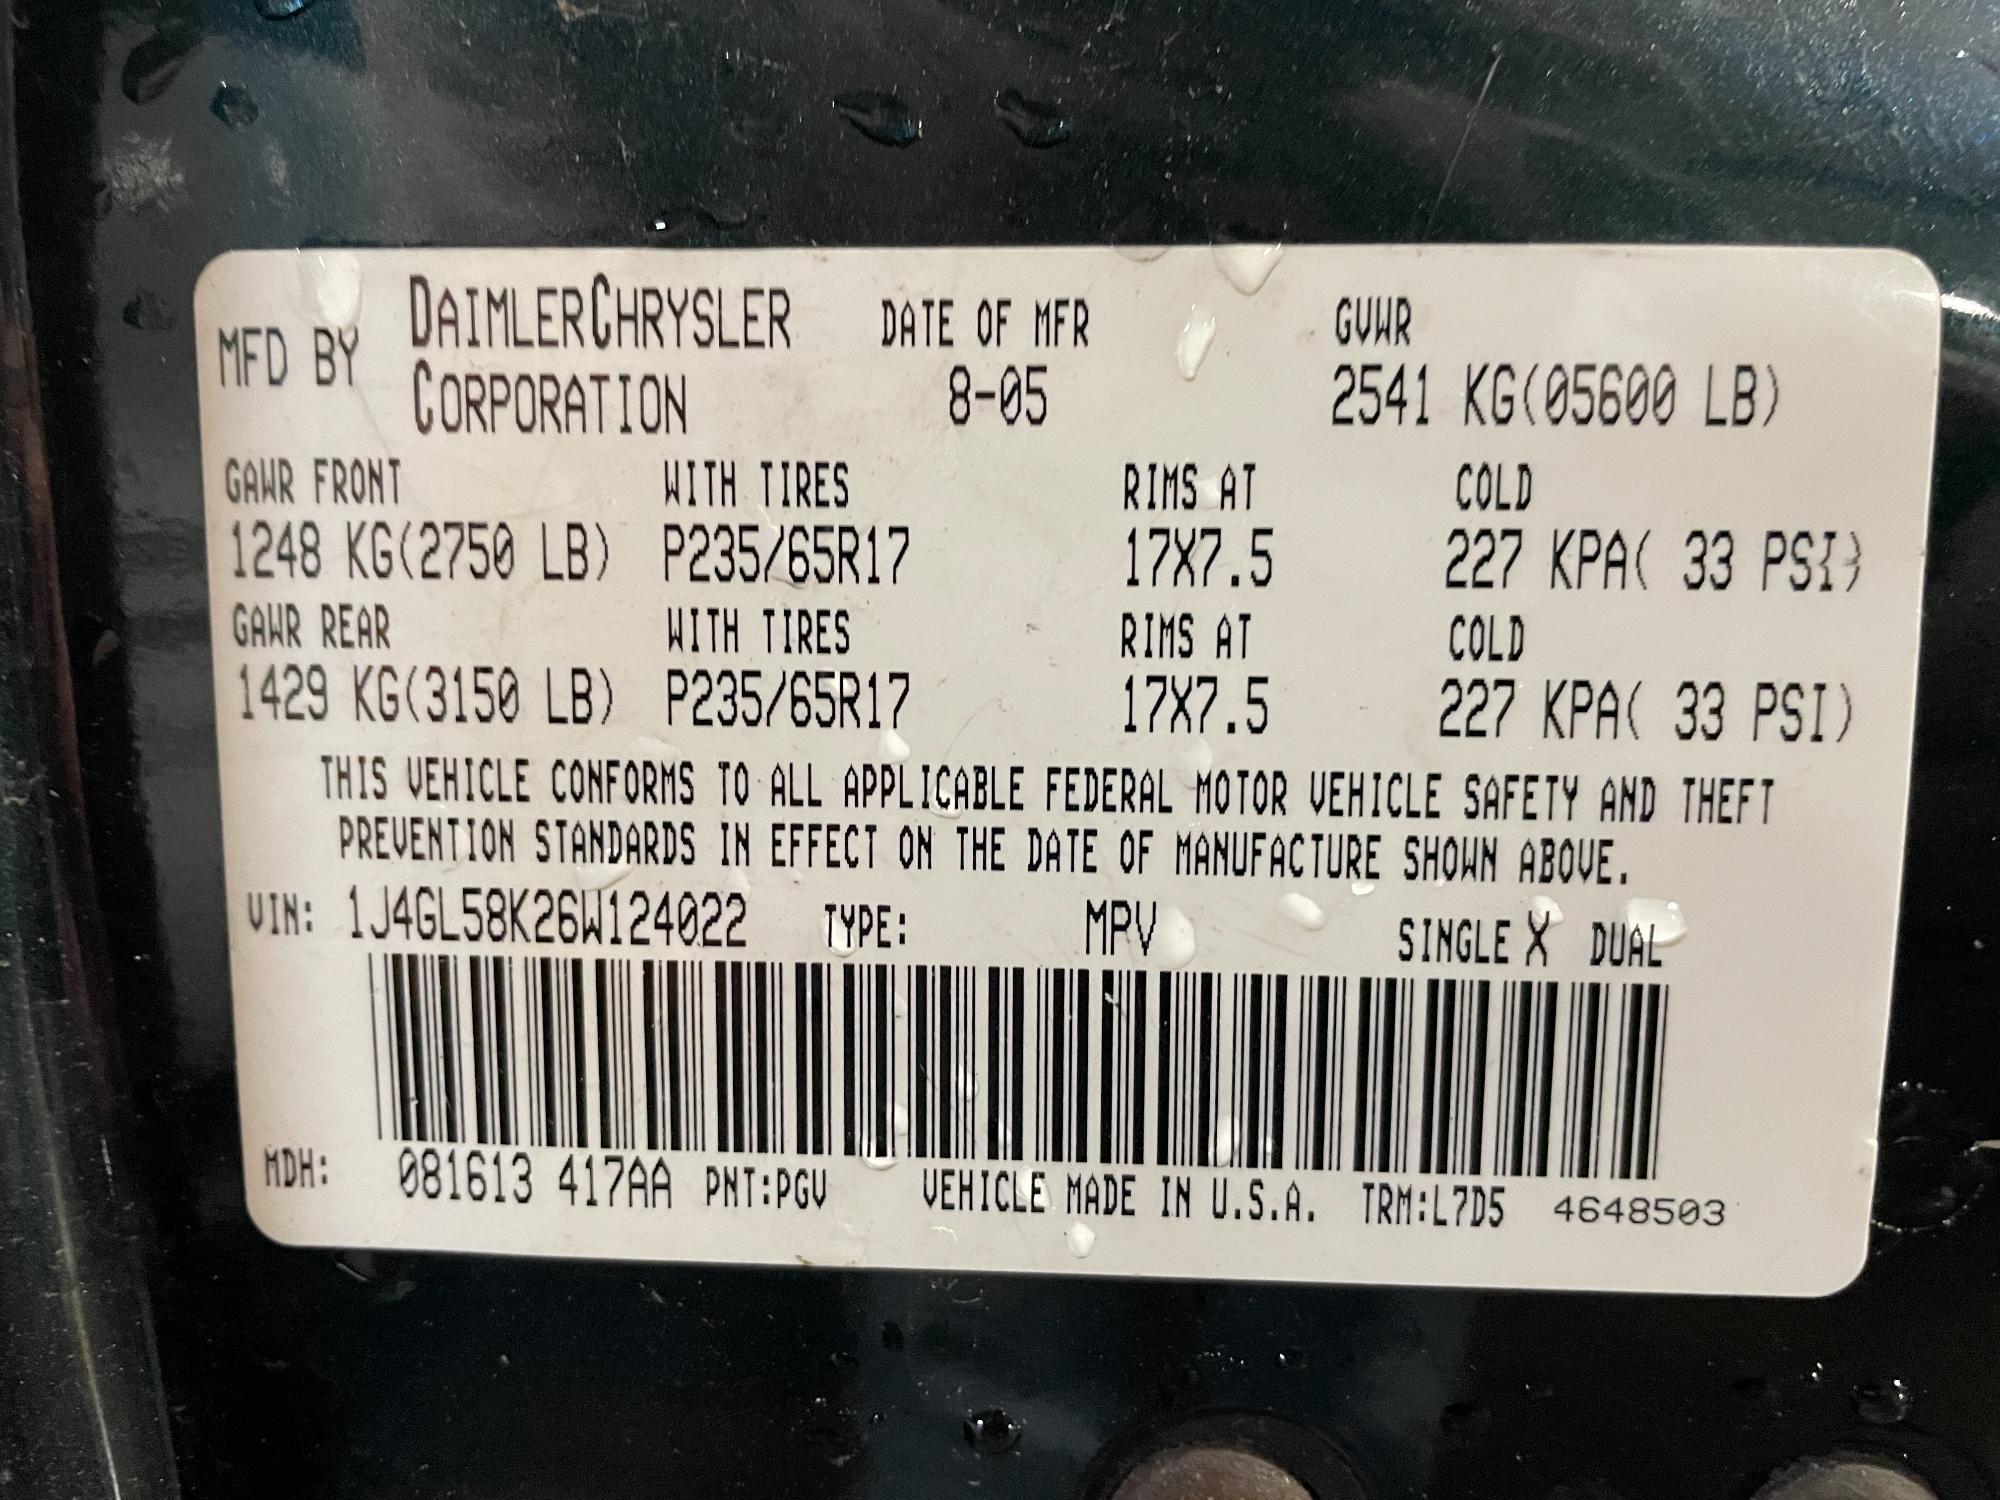 MFD BY DAIMLERCHRYSLER CORPORATION
DATE OF MFR
8-05
GVWR
2541 KG(05600 LB)
GAWR FRONT WITH TIRES RIMS AT COLD
1248 KG(2750 LB) P235/65R17 17X7.5 227 KPA( 33 PSI)
GAWR REAR WITH TIRES RIMS AT COLD
1429 KG(3150 LB) P235/65R17 17X7.5 227 KPA( 33 PSI)
THIS VEHICLE CONFORMS TO ALL APPLICABLE FEDERAL MOTOR VEHICLE SAFETY AND THEFT
PREVENTION STANDARDS IN EFFECT ON THE DATE OF MANUFACTURE SHOWN ABOVE.
VIN: 1J4GL58K26W124022 TYPE: MPV SINGLE X DUAL
MDH: 081613 417AA PNT:PGV VEHICLE MADE IN U.S.A. TRM:L7D5 4648503